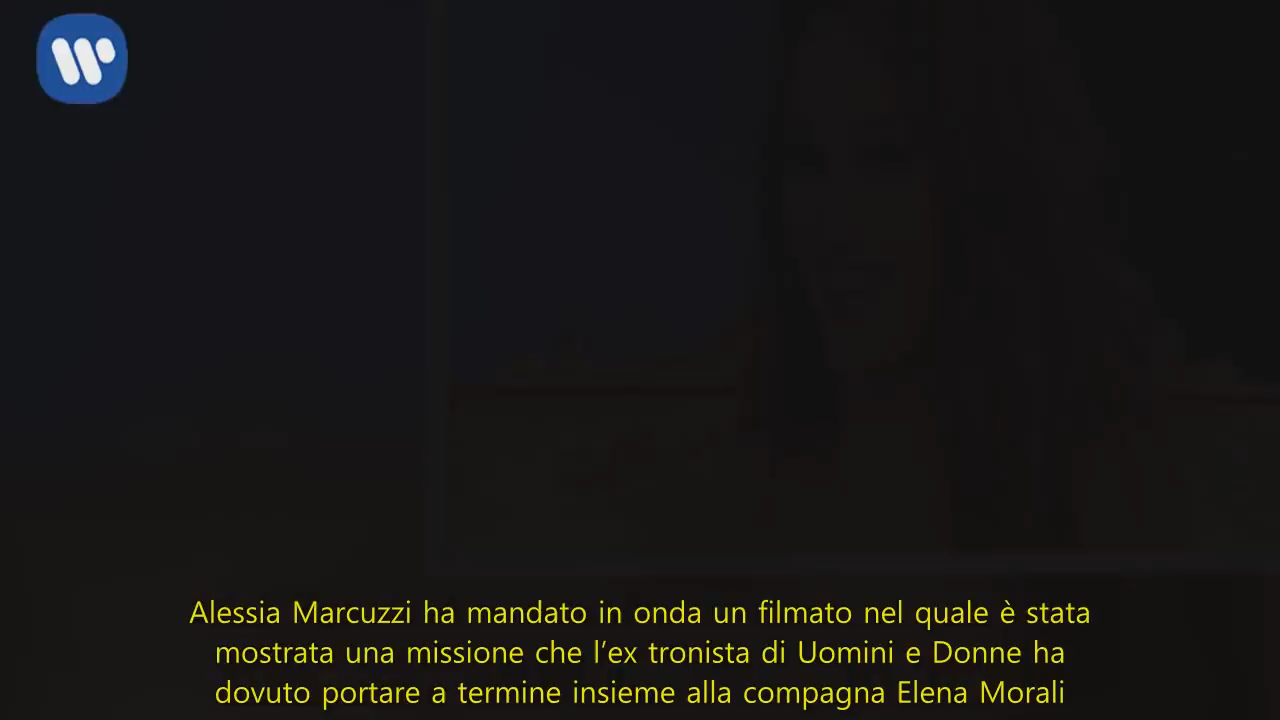 Alessia Marcuzzi ha mandato in onda un filmato nel quale è stata
mostrata una missione che l’ex tronista di Uomini e Donne ha
dovuto portare a termine insieme alla compagna Elena Morali